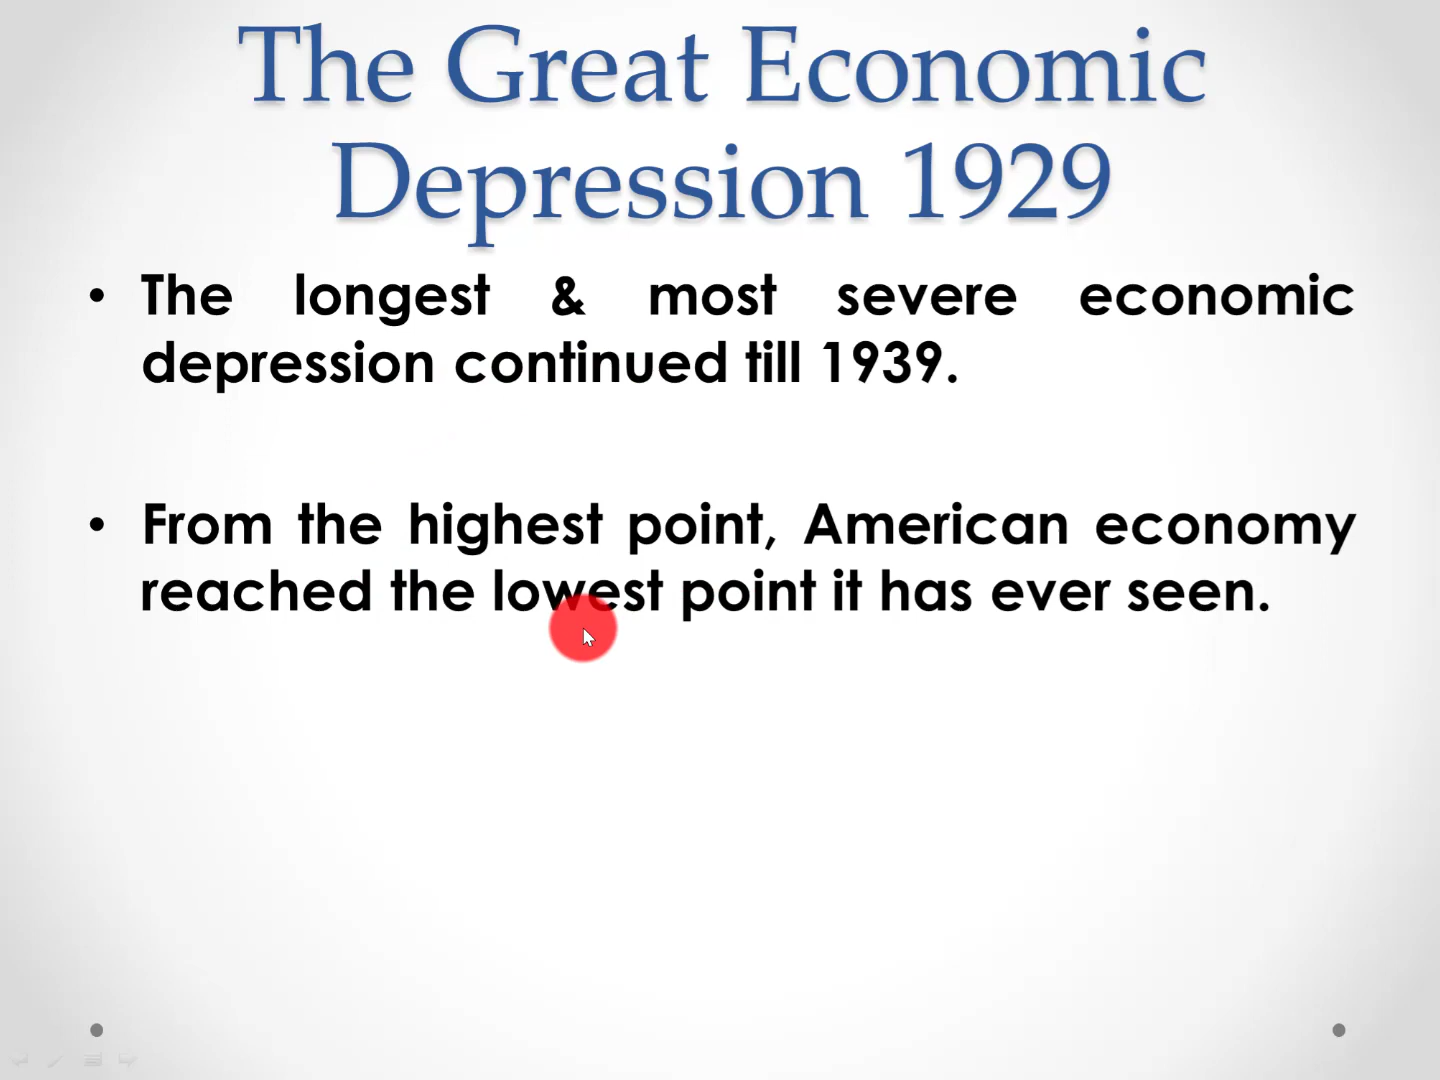 The Great Economic
Depression 1929
• The longest & most severe economic
depression continued till 1939.
• From the highest point, American economy
reached the lowest point it has ever seen.